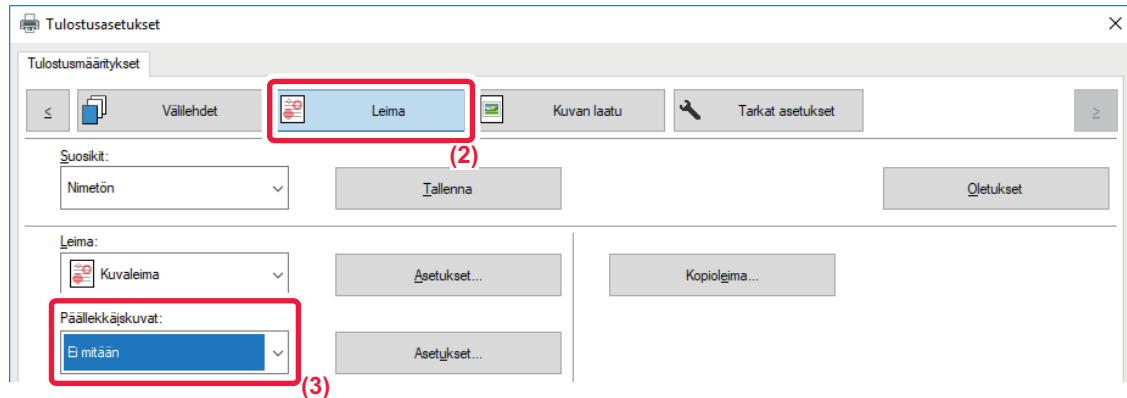 Tulostusasetukset
Tulostusmääritykset
< Välilehdet Leima Kuvan laatu Tarkat asetukset >
(2)
Suosikit:
Nimetön Tallenna Oletukset
Leima:
Kuvaleima Asetukset... Kopioleima...
Päällekkäiskuvat:
Ei mitään Asetukset...
(3)